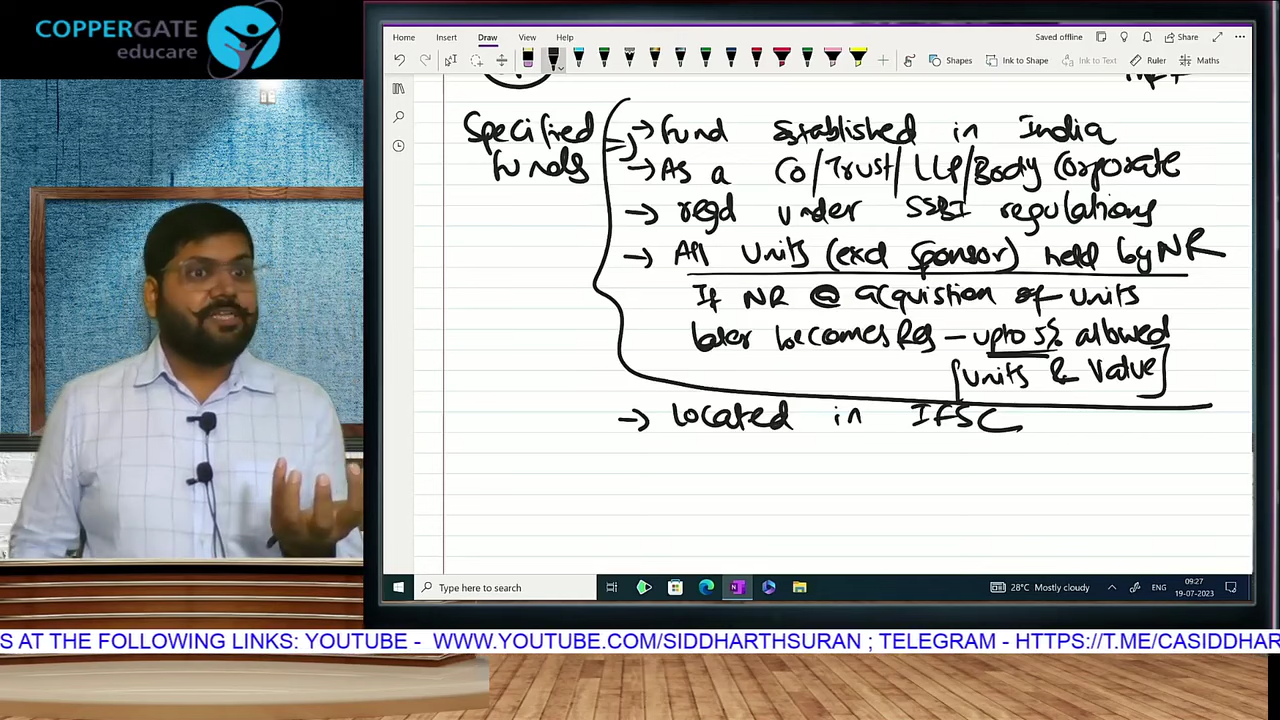 COPPERGATE
educare
Home Insert Draw View Help
Saved offline
Share
Shapes
Ink to Shape
Ink to Text
Ruler
Maths
Specified
funds
→ Fund established in India
→ As a Co/Trust/LLP/Body Corporate
→ regd under SEBI regulations
→ All Units (excl sponsor) held by NR
If NR @ acquistion of units
later becomes Res – upto 5% allowed
[Units & Value]
→ Located in IFSC
Type here to search
28°C Mostly cloudy
ENG
09:27
19-07-2023
S AT THE FOLLOWING LINKS: YOUTUBE - WWW.YOUTUBE.COM/SIDDHARTHSURAN ; TELEGRAM - HTTPS://T.ME/CASIDDHAR